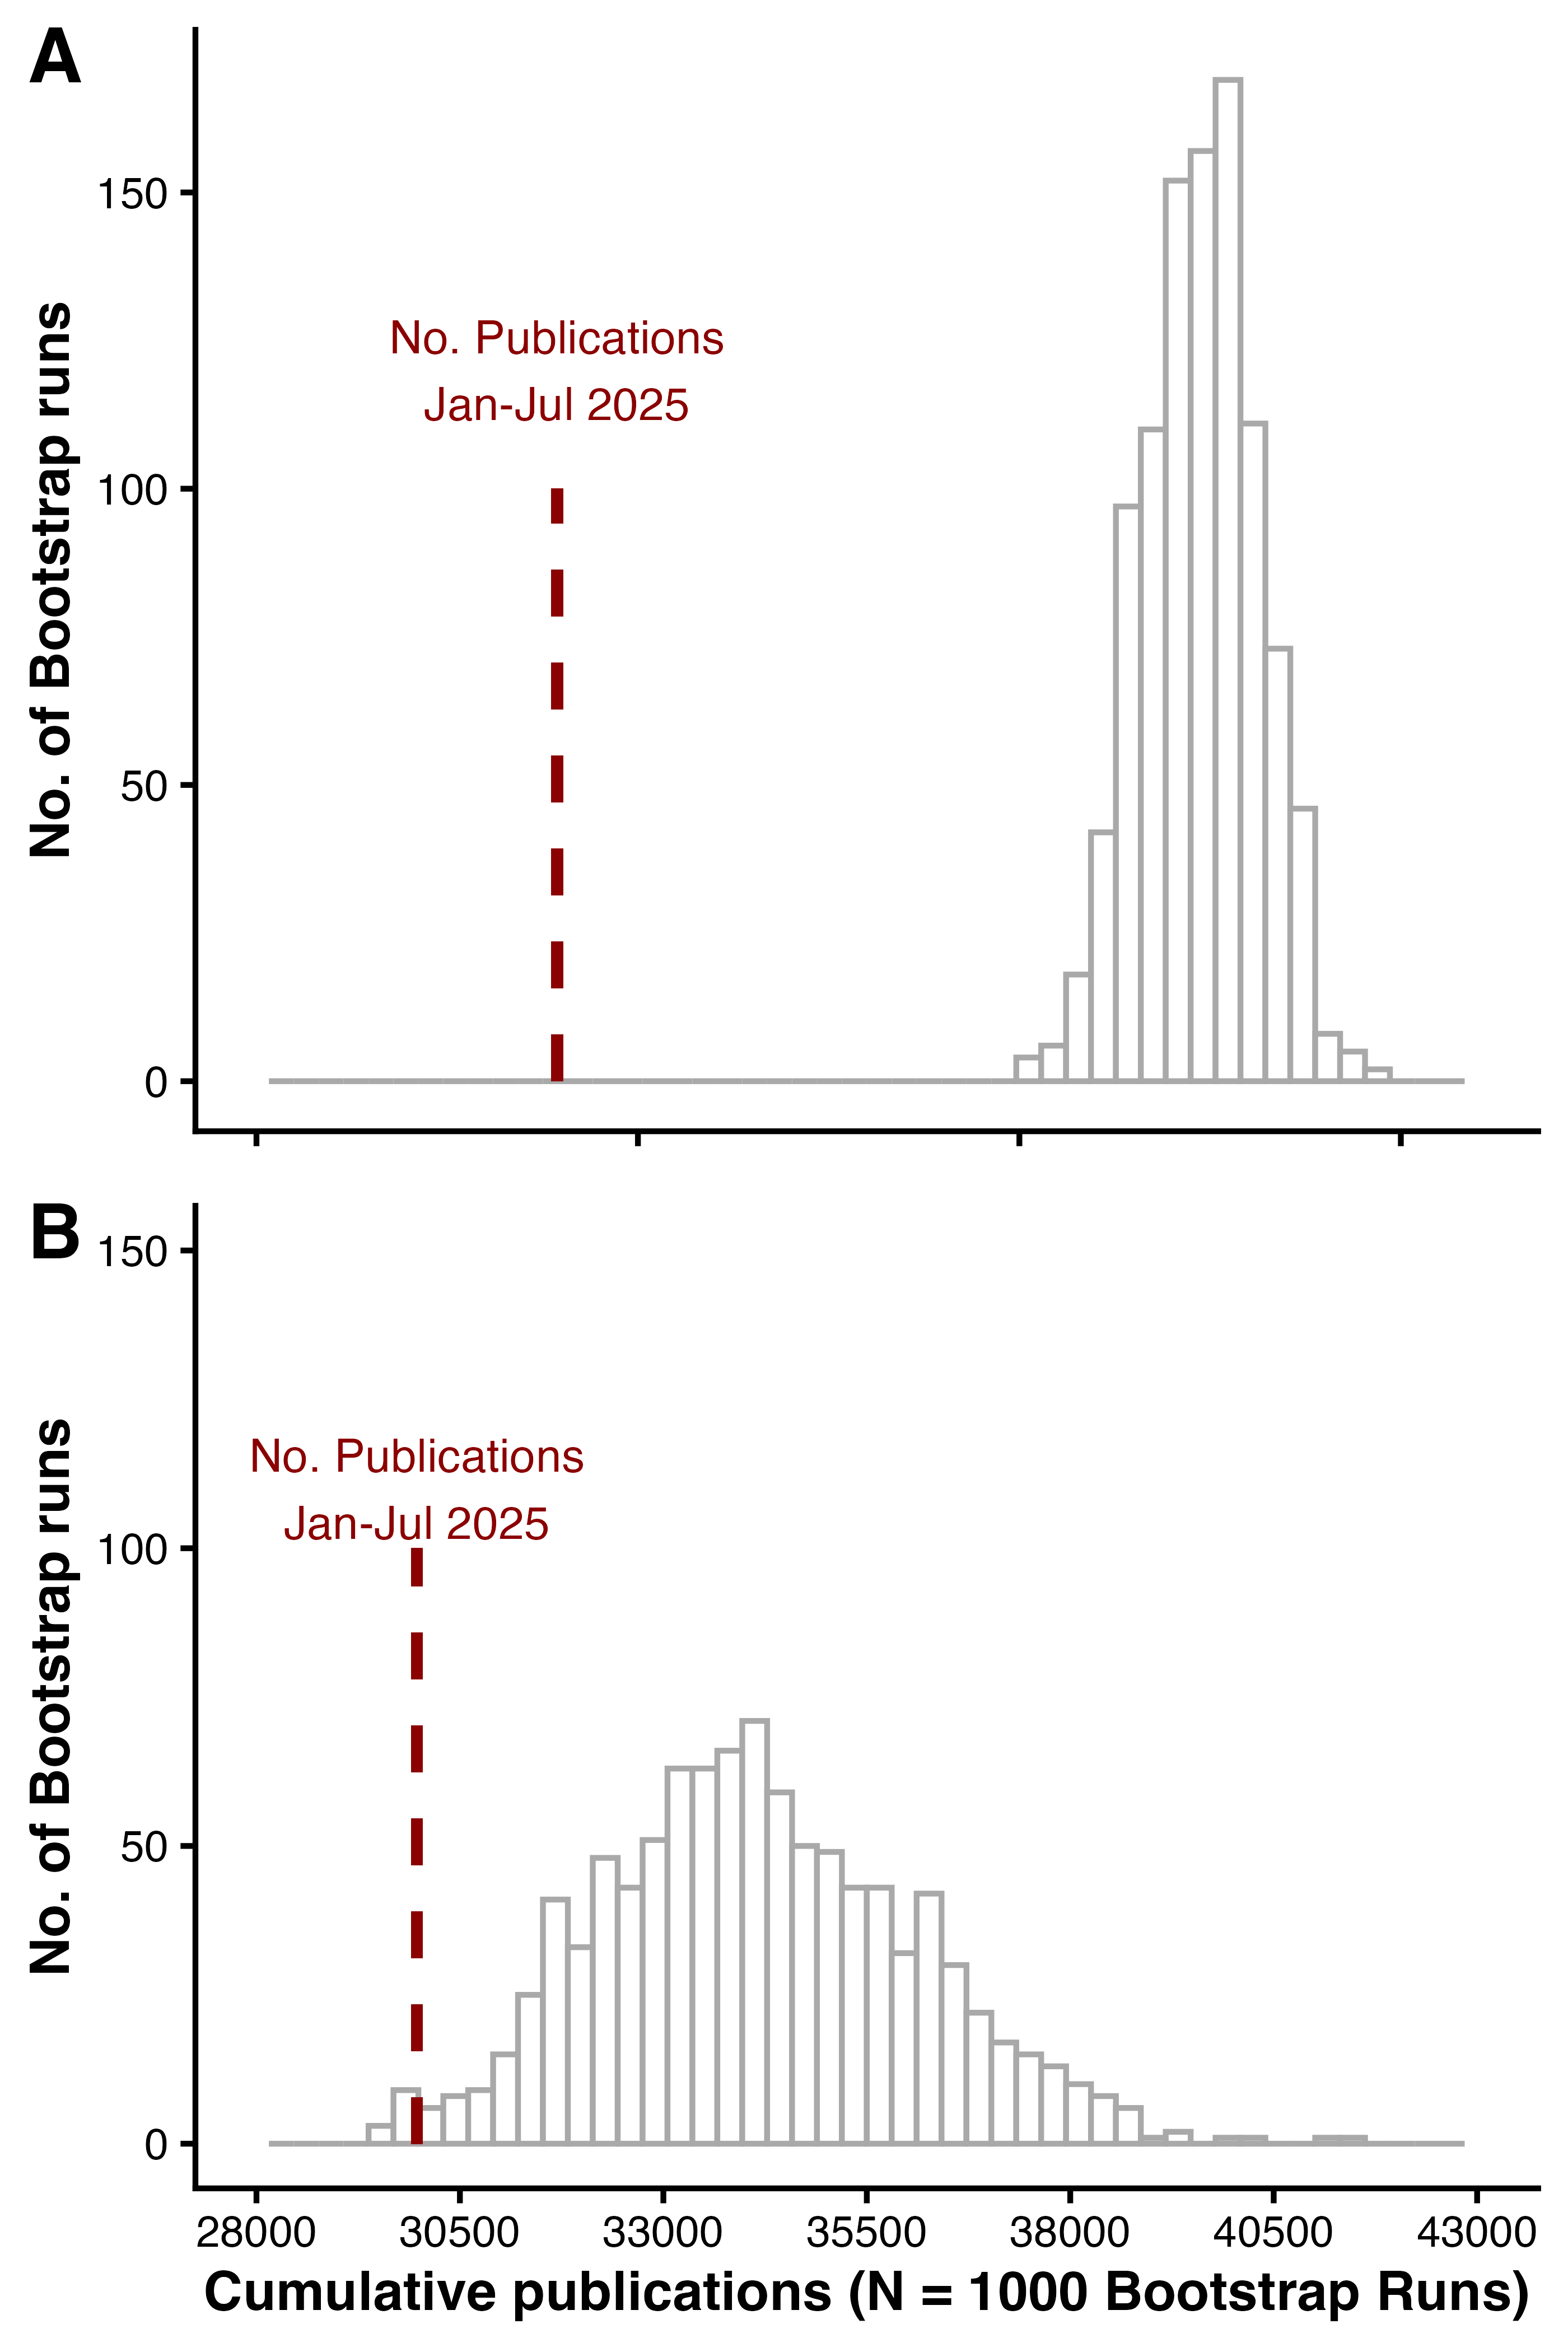 A
150
100
50
0
No. of Bootstrap runs
No. Publications
Jan-Jul 2025
B
150
100
50
0
No. of Bootstrap runs
No. Publications
Jan-Jul 2025
28000 30500 33000 35500 38000 40500 43000
Cumulative publications (N = 1000 Bootstrap Runs)